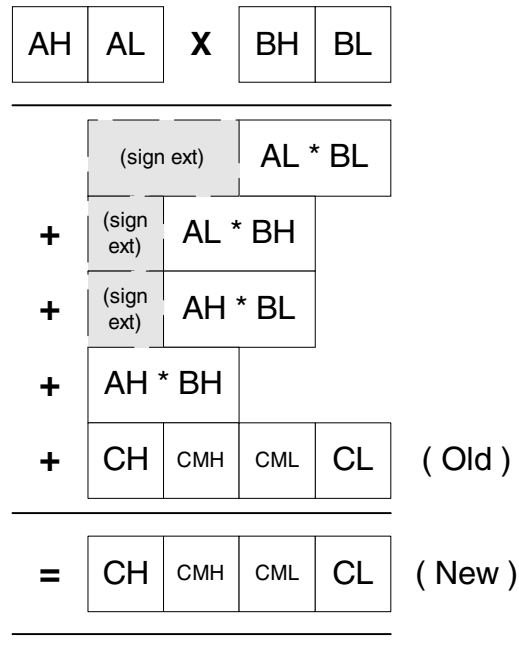 AH AL X BH BL
(sign ext) AL * BL
+ (sign ext) AL * BH
+ (sign ext) AH * BL
+ AH * BH
+ CH CMH CML CL ( Old )
= CH CMH CML CL ( New )